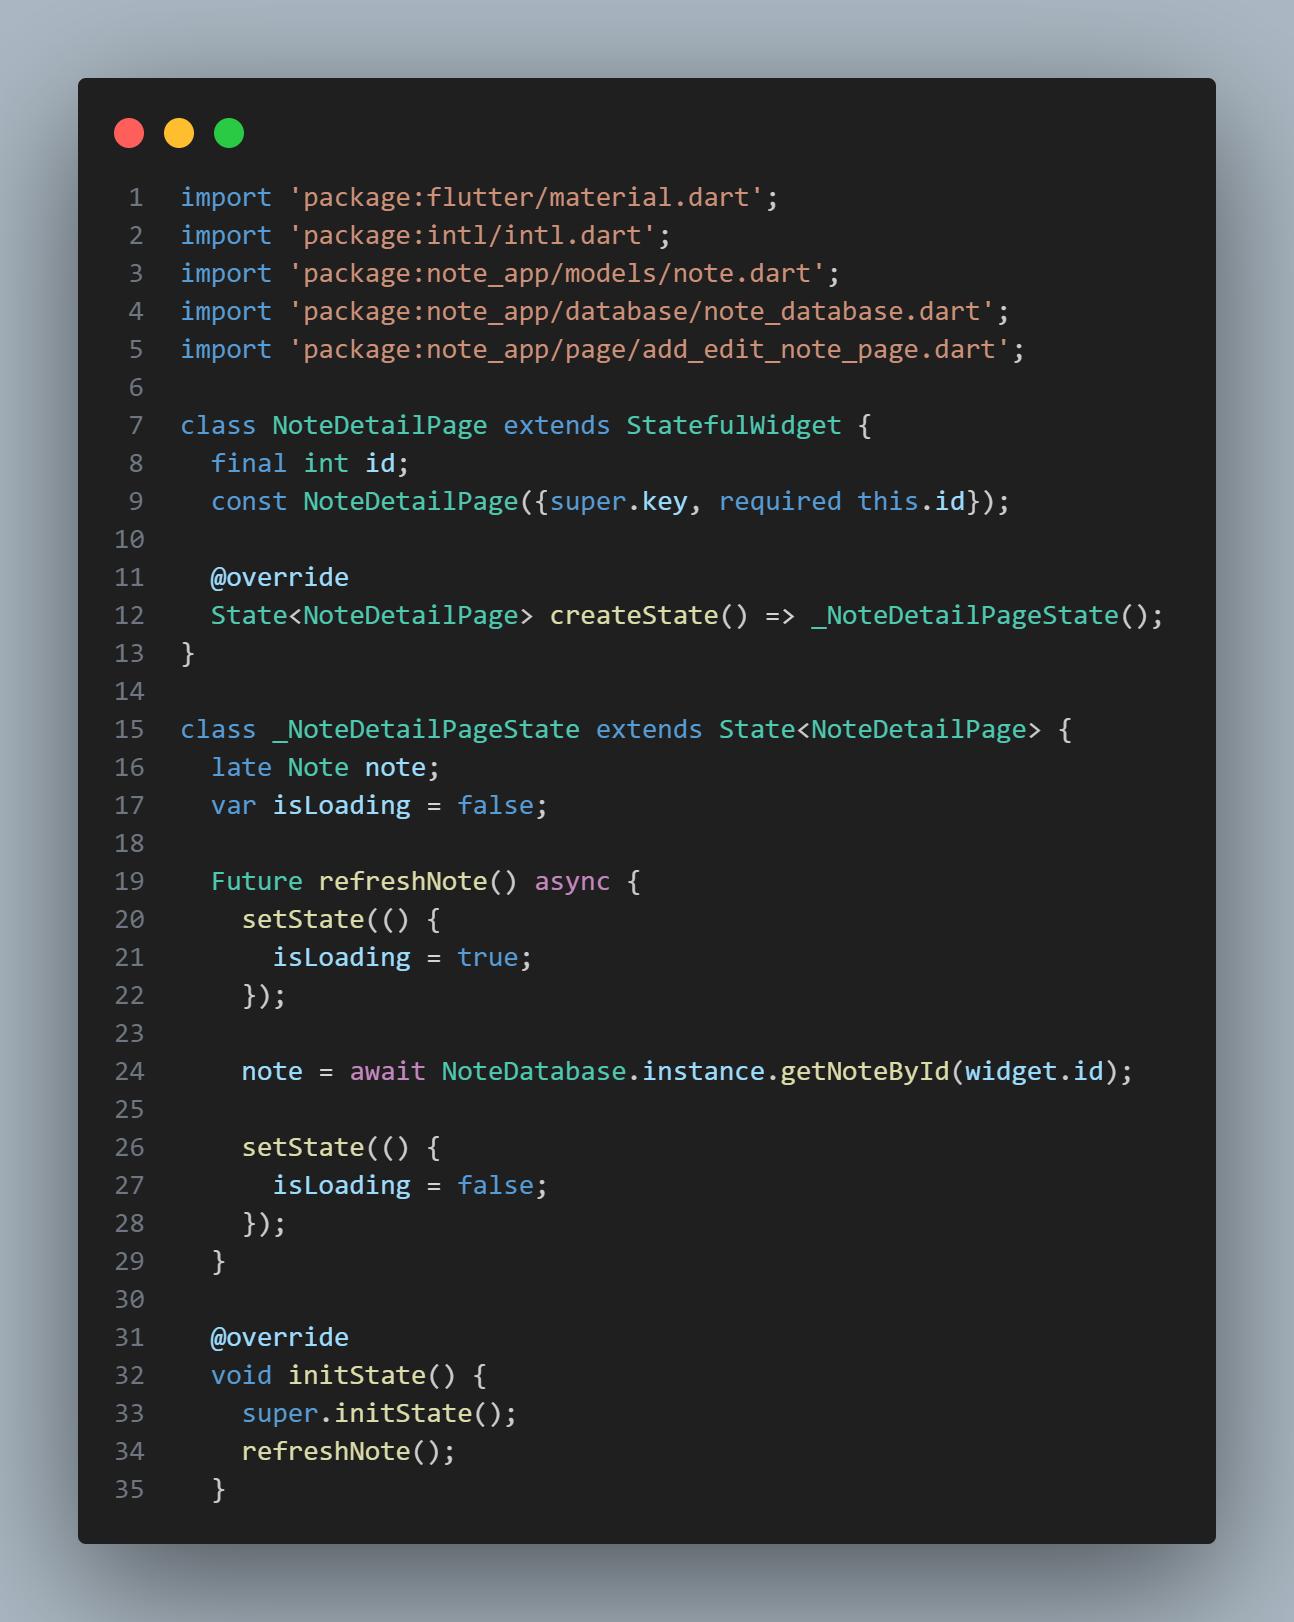 1 import 'package:flutter/material.dart';
2 import 'package:intl/intl.dart';
3 import 'package:note_app/models/note.dart';
4 import 'package:note_app/database/note_database.dart';
5 import 'package:note_app/page/add_edit_note_page.dart';
6
7 class NoteDetailPage extends StatefulWidget {
8   final int id;
9   const NoteDetailPage({super.key, required this.id});
10
11   @override
12   State<NoteDetailPage> createState() => _NoteDetailPageState();
13 }
14
15 class _NoteDetailPageState extends State<NoteDetailPage> {
16   late Note note;
17   var isLoading = false;
18
19   Future refreshNote() async {
20     setState(() {
21       isLoading = true;
22     });
23
24     note = await NoteDatabase.instance.getNoteById(widget.id);
25
26     setState(() {
27       isLoading = false;
28     });
29   }
30
31   @override
32   void initState() {
33     super.initState();
34     refreshNote();
35   }